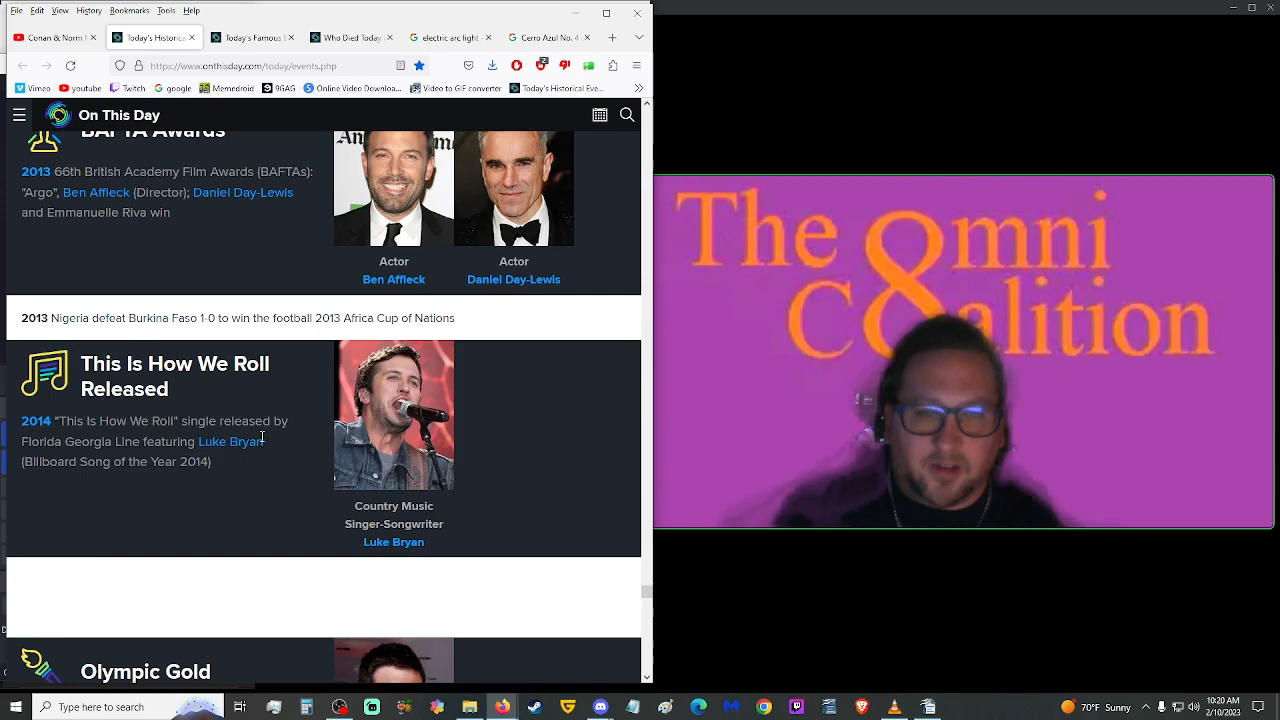 File Edit View History Bookmarks Tools Help
Conan & Norm
Today's Historica
Today's Famous
Who Died Today
electric arc light -
Cerro Azul No. 4
https://www.onthisday.com/today/events.php
2
Vimeo youtube Twitch google Memedroid 9GAG Online Video Download... Video to GIF converter Today's Historical Eve...
On This Day
BAFTA Awards
2013 66th British Academy Film Awards (BAFTAs):
"Argo", Ben Affleck (Director); Daniel Day-Lewis
and Emmanuelle Riva win
Actor
Ben Affleck
Actor
Daniel Day-Lewis
2013 Nigeria defeat Burkina Faso 1-0 to win the football 2013 Africa Cup of Nations
This Is How We Roll
Released
2014 "This Is How We Roll" single released by
Florida Georgia Line featuring Luke Bryan
(Billboard Song of the Year 2014)
Country Music
Singer-Songwriter
Luke Bryan
Olympic Gold
The Omni
Coalition
Type here to search
70°F Sunny
10:20 AM
2/10/2023